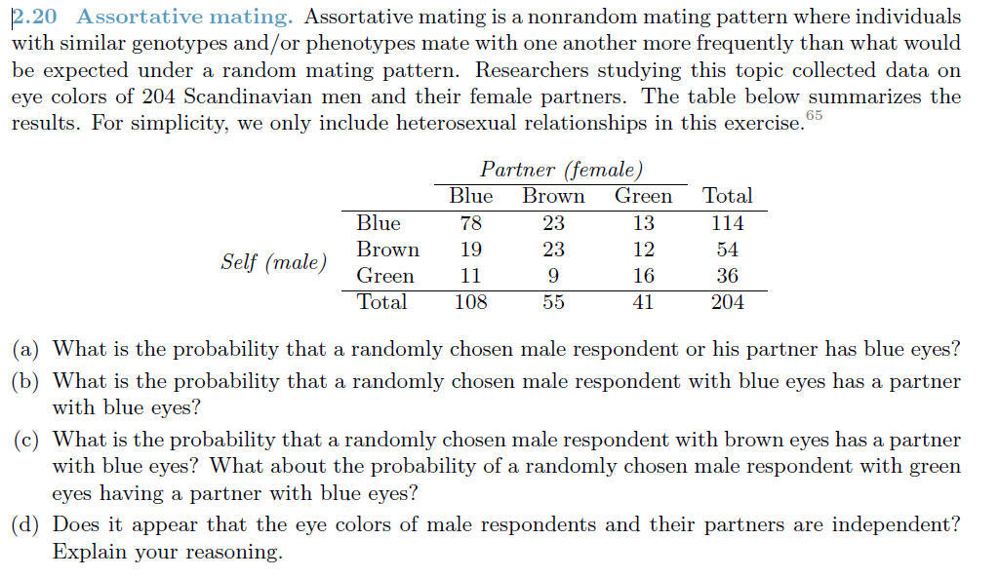 2.20 Assortative mating. Assortative mating is a nonrandom mating pattern where individuals
with similar genotypes and/or phenotypes mate with one another more frequently than what would
be expected under a random mating pattern. Researchers studying this topic collected data on
eye colors of 204 Scandinavian men and their female partners. The table below summarizes the
results. For simplicity, we only include heterosexual relationships in this exercise.65
Partner (female)
Blue Brown Green Total
Blue 78 23 13 114
Brown 19 23 12 54
Self (male)
Green 11 9 16 36
Total 108 55 41 204
(a) What is the probability that a randomly chosen male respondent or his partner has blue eyes?
(b) What is the probability that a randomly chosen male respondent with blue eyes has a partner
with blue eyes?
(c) What is the probability that a randomly chosen male respondent with brown eyes has a partner
with blue eyes? What about the probability of a randomly chosen male respondent with green
eyes having a partner with blue eyes?
(d) Does it appear that the eye colors of male respondents and their partners are independent?
Explain your reasoning.